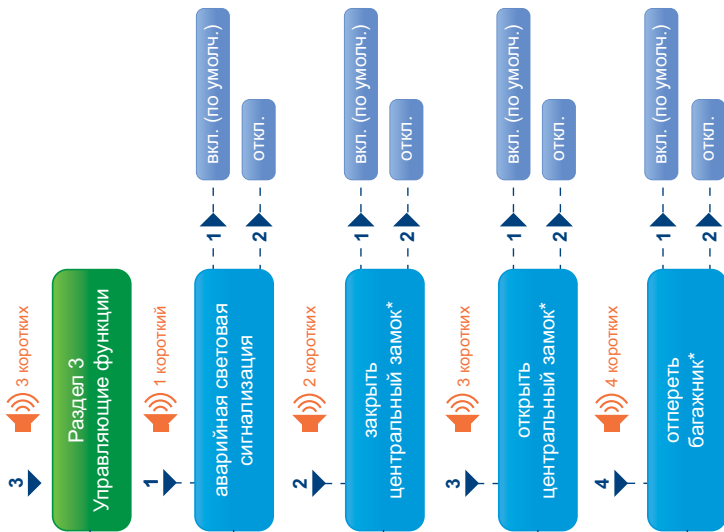 3
3 коротких
Раздел 3
Управляющие функции
1
1 короткий
аварийная световая
сигнализация
1
вкл. (по умолч.)
2
откл.
2
2 коротких
закрыть
центральный замок*
1
вкл. (по умолч.)
2
откл.
3
3 коротких
открыть
центральный замок*
1
вкл. (по умолч.)
2
откл.
4
4 коротких
отпереть
багажник*
1
вкл. (по умолч.)
2
откл.